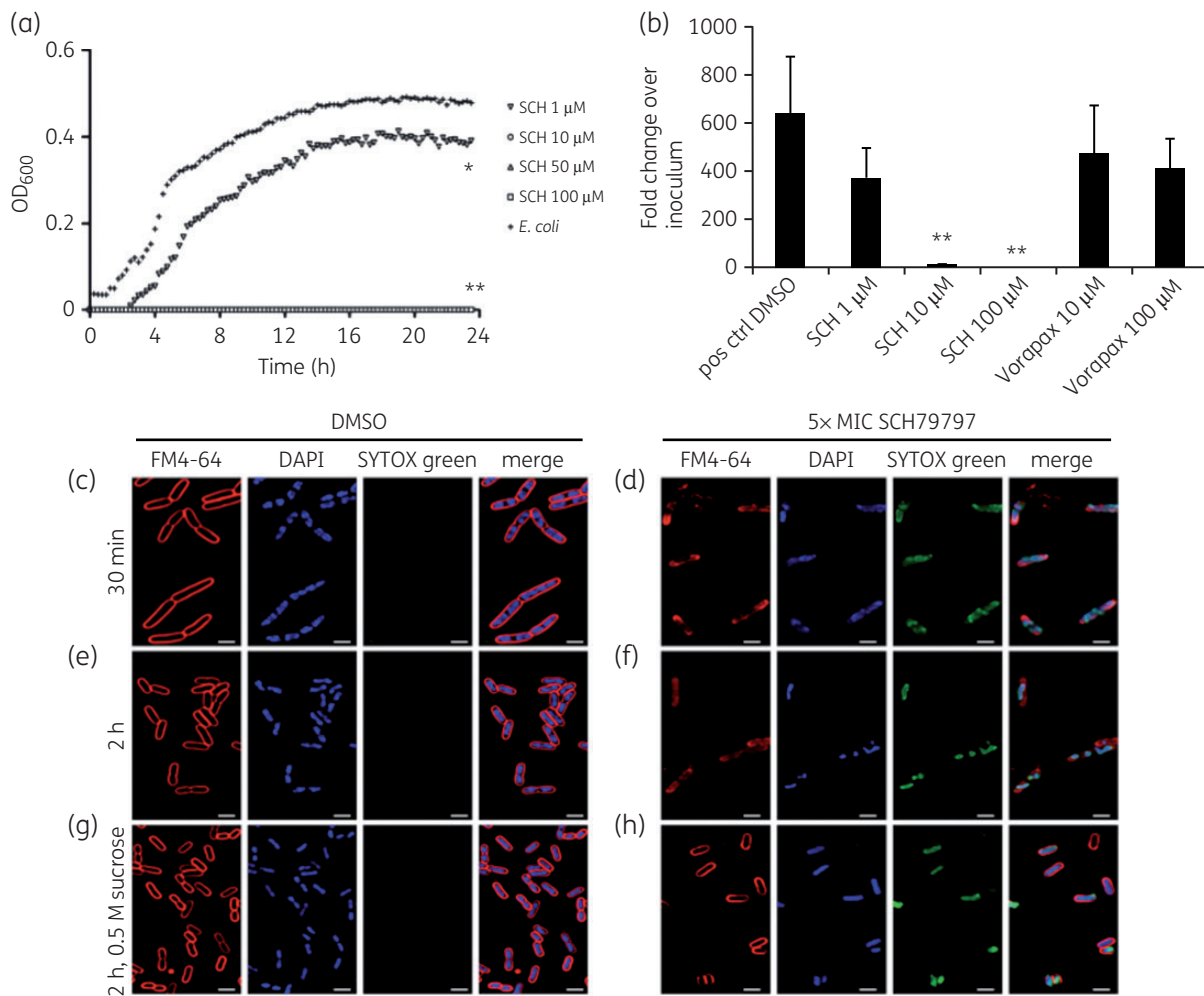 (a)
0.6
0.4
0.2
0
OD600
0 4 8 12 16 20 24
Time (h)
SCH 1 μM
SCH 10 μM
SCH 50 μM
SCH 100 μM
E. coli
*
**
(b)
1000
800
600
400
200
0
Fold change over
inoculum
** **
pos ctrl DMSO
SCH 1 μM
SCH 10 μM
SCH 100 μM
Vorapax 10 μM
Vorapax 100 μM
DMSO
FM4-64 DAPI SYTOX green merge
5× MIC SCH79797
FM4-64 DAPI SYTOX green merge
(c)
30 min
(d)
(e)
2 h
(f)
(g)
2 h, 0.5 M sucrose
(h)